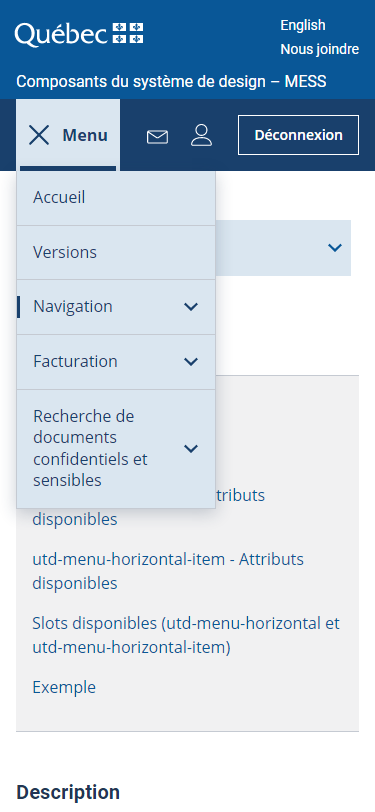 Québec
English
Nous joindre
Composants du système de design – MESS
Menu
Déconnexion
Accueil
Versions
Navigation
Facturation
Recherche de
documents
confidentiels et
sensibles
disponibles
utd-menu-horizontal-item - Attributs
disponibles
Slots disponibles (utd-menu-horizontal et
utd-menu-horizontal-item)
Exemple
Description